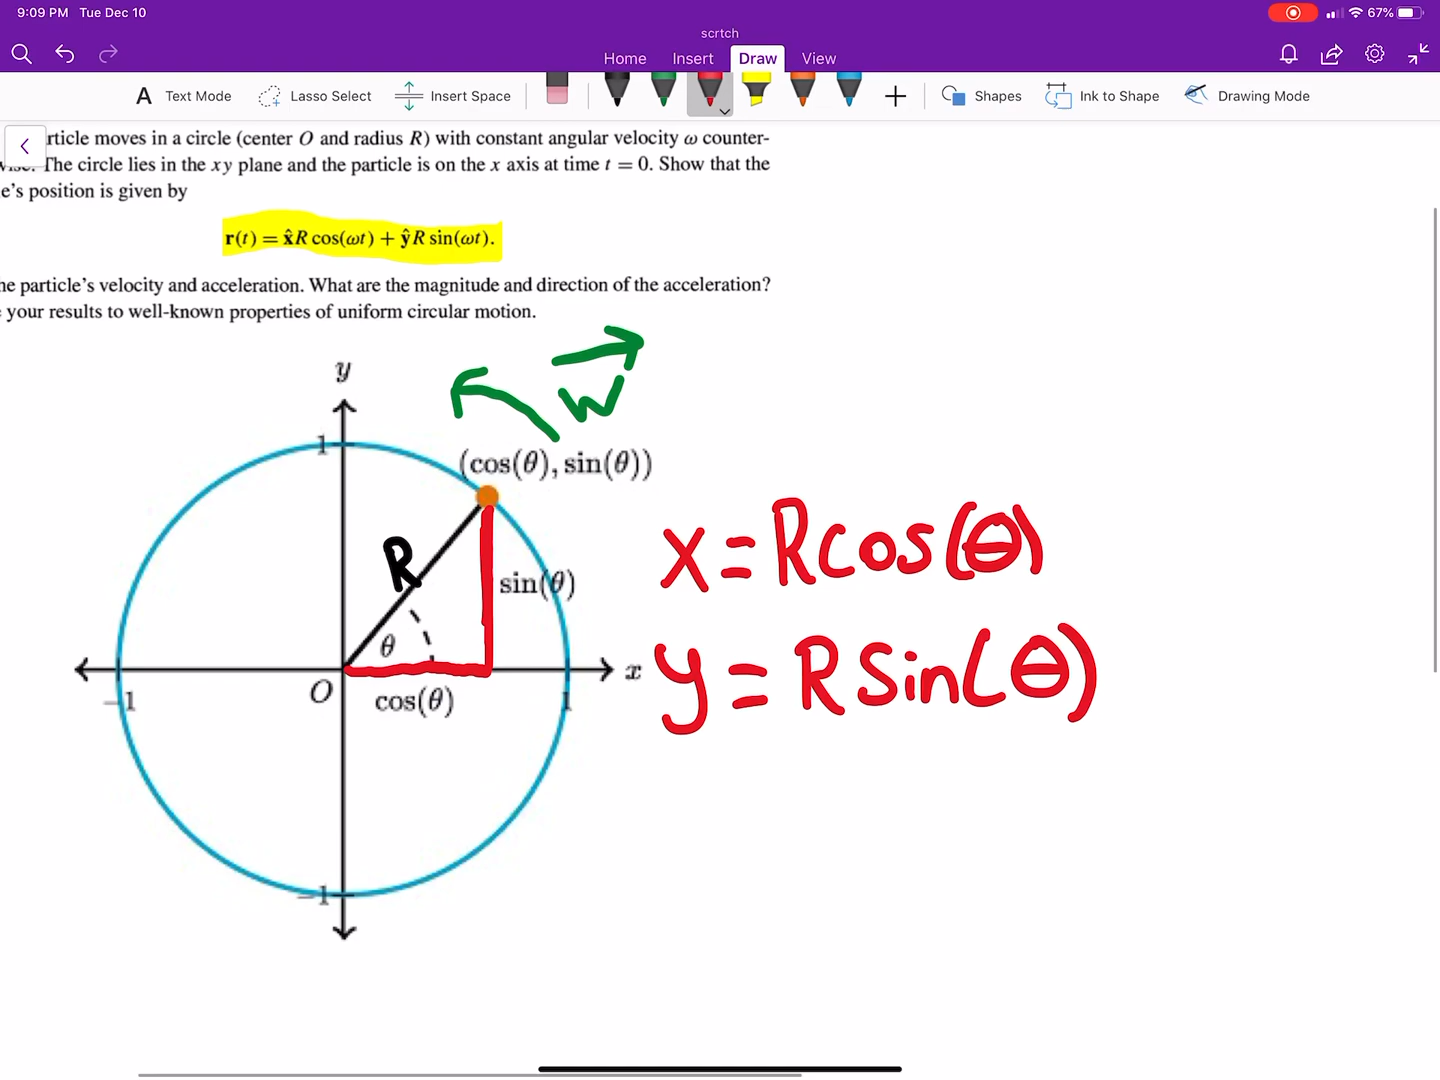 9:09 PM Tue Dec 10
67%
scrtch
Home Insert Draw View
A Text Mode Lasso Select Insert Space Shapes Ink to Shape Drawing Mode
rticle moves in a circle (center O and radius R) with constant angular velocity ω counter-
The circle lies in the xy plane and the particle is on the x axis at time t = 0. Show that the
e's position is given by
r(t) = x̂R cos(ωt) + ŷR sin(ωt).
he particle's velocity and acceleration. What are the magnitude and direction of the acceleration?
your results to well-known properties of uniform circular motion.
y
W
1
(cos(θ), sin(θ))
R
sin(θ)
x=Rcos(θ)
θ
x
y=RSin(θ)
O
cos(θ)
-1
1
-1